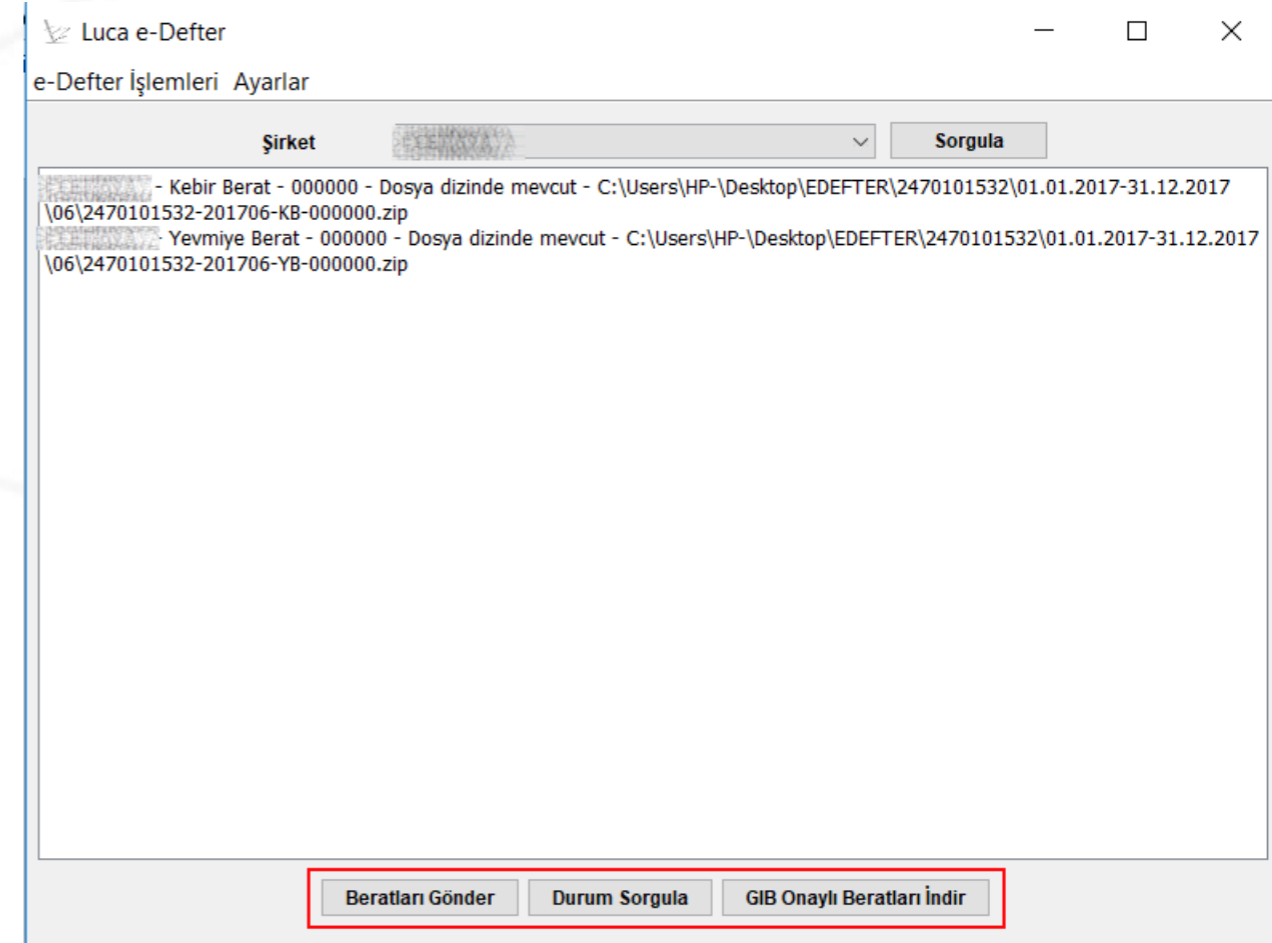 Luca e-Defter
e-Defter İşlemleri Ayarlar
Şirket Sorgula
- Kebir Berat - 000000 - Dosya dizinde mevcut - C:\Users\HP-\Desktop\EDEFTER\2470101532\01.01.2017-31.12.2017
\06\2470101532-201706-KB-000000.zip
- Yevmiye Berat - 000000 - Dosya dizinde mevcut - C:\Users\HP-\Desktop\EDEFTER\2470101532\01.01.2017-31.12.2017
\06\2470101532-201706-YB-000000.zip
Beratları Gönder Durum Sorgula GIB Onaylı Beratları İndir